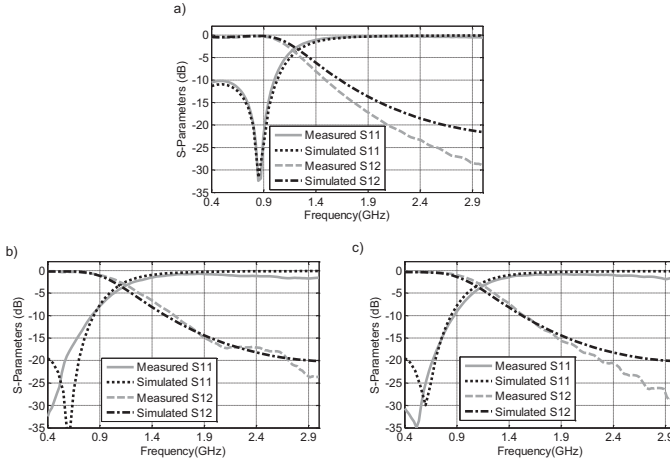 a)
0
-5
-10
-15
-20
-25
-30
-35
S-Parameters (dB)
Measured S11
Simulated S11
Measured S12
Simulated S12
0.4 0.9 1.4 1.9 2.4 2.9
Frequency(GHz)
b)
0
-5
-10
-15
-20
-25
-30
-35
S-Parameters (dB)
Measured S11
Simulated S11
Measured S12
Simulated S12
0.4 0.9 1.4 1.9 2.4 2.9
Frequency(GHz)
c)
0
-5
-10
-15
-20
-25
-30
-35
S-Parameters (dB)
Measured S11
Simulated S11
Measured S12
Simulated S12
0.4 0.9 1.4 1.9 2.4 2.9
Frequency(GHz)